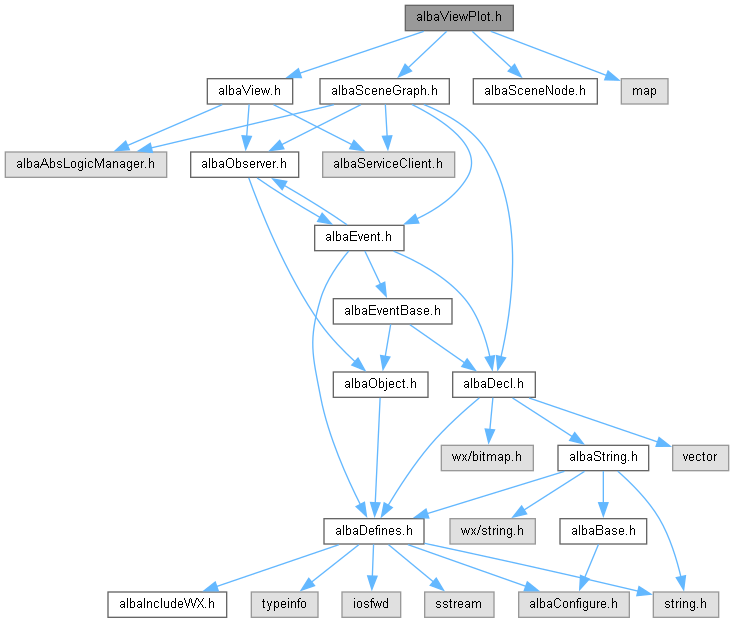 albaViewPlot.h
albaView.h
albaSceneGraph.h
albaSceneNode.h
map
albaAbsLogicManager.h
albaObserver.h
albaServiceClient.h
albaEvent.h
albaEventBase.h
albaObject.h
albaDecl.h
wx/bitmap.h
albaString.h
vector
albaDefines.h
wx/string.h
albaBase.h
albaIncludeWX.h
typeinfo
iosfwd
sstream
albaConfigure.h
string.h